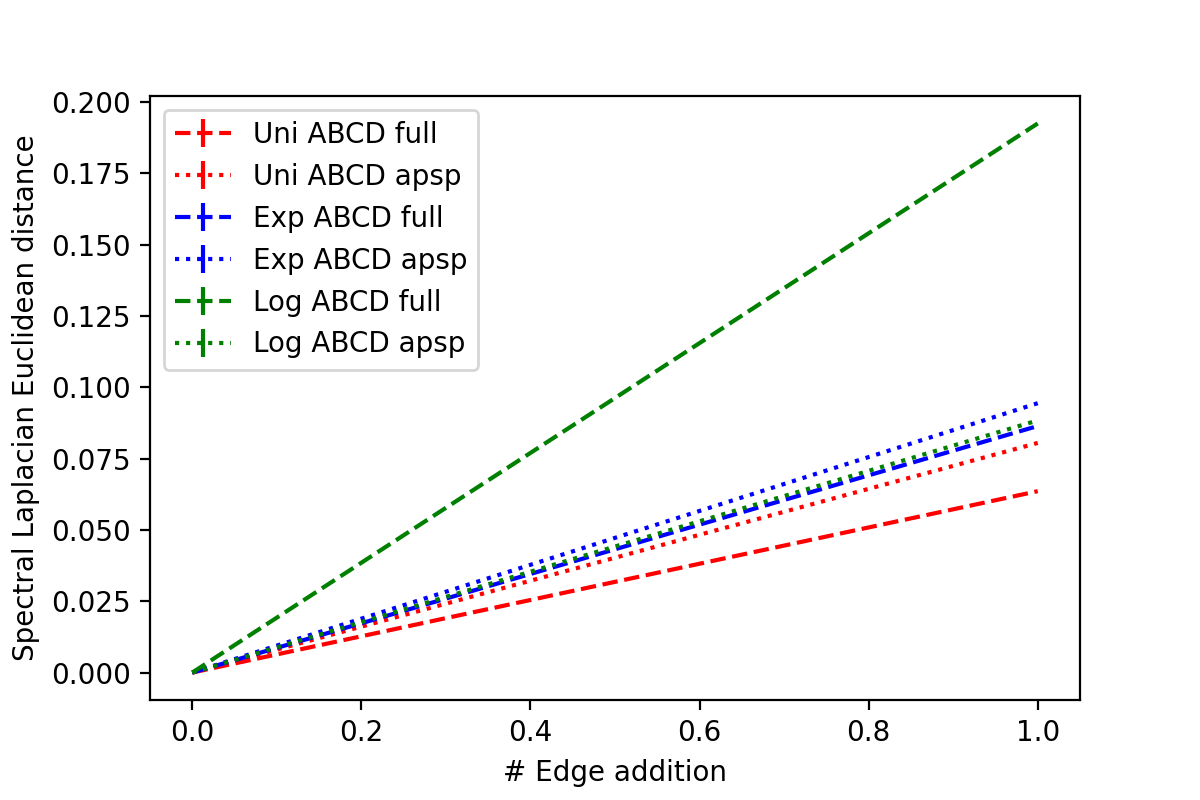 0.200
0.175
0.150
0.125
0.100
0.075
0.050
0.025
0.000
Spectral Laplacian Euclidean distance
Uni ABCD full
Uni ABCD apsp
Exp ABCD full
Exp ABCD apsp
Log ABCD full
Log ABCD apsp
0.0 0.2 0.4 0.6 0.8 1.0
# Edge addition